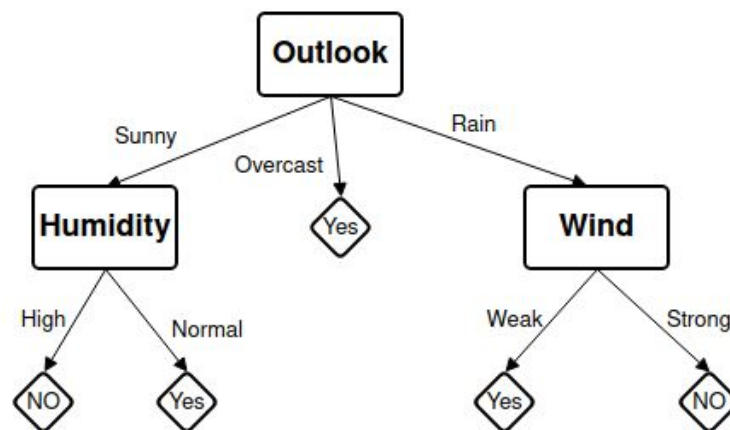 Outlook
Sunny
Overcast
Rain
Humidity
Yes
Wind
High
Normal
Weak
Strong
NO
Yes
Yes
NO